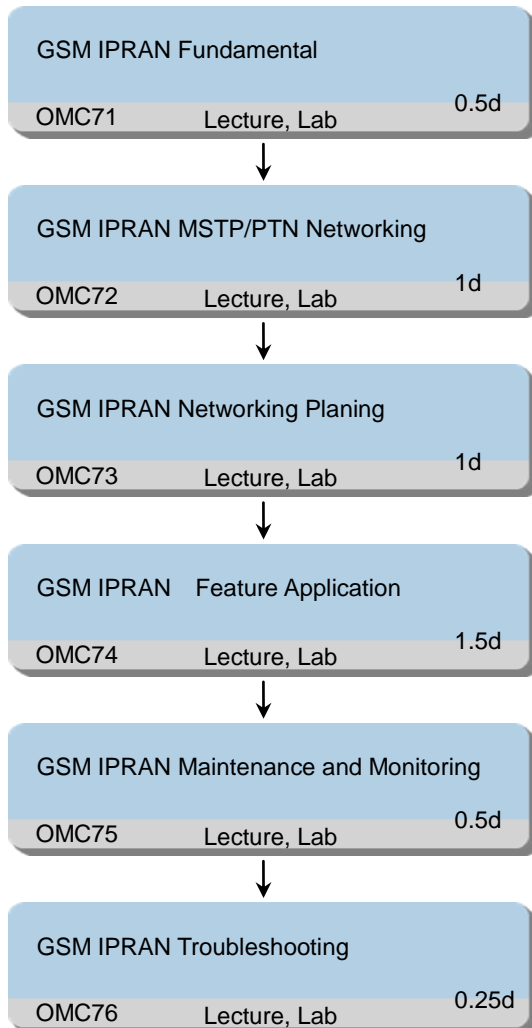 GSM IPRAN Fundamental
0.5d
OMC71 Lecture, Lab
GSM IPRAN MSTP/PTN Networking
1d
OMC72 Lecture, Lab
GSM IPRAN Networking Planing
1d
OMC73 Lecture, Lab
GSM IPRAN Feature Application
1.5d
OMC74 Lecture, Lab
GSM IPRAN Maintenance and Monitoring
0.5d
OMC75 Lecture, Lab
GSM IPRAN Troubleshooting
0.25d
OMC76 Lecture, Lab